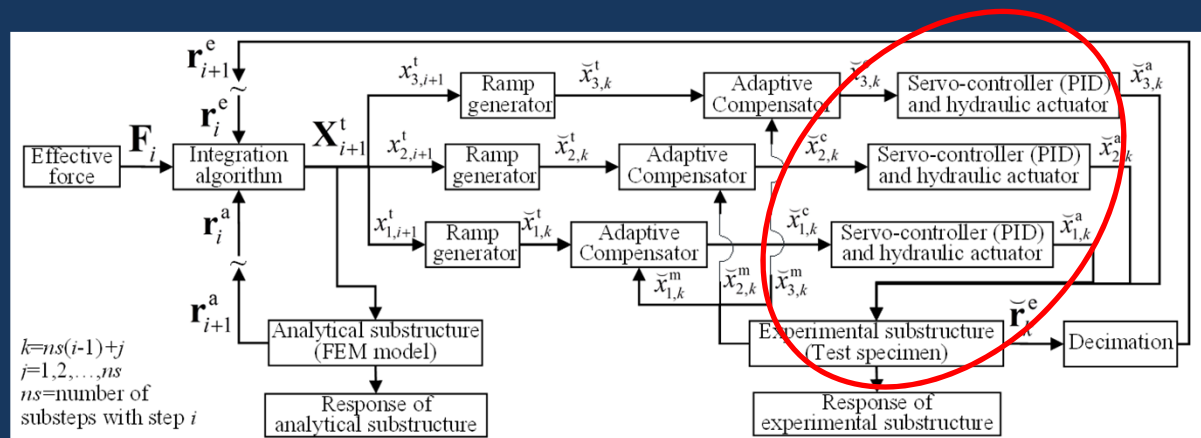 r^e_{i+1}
~
r^e_i
F_i
Effective
force
Integration
algorithm
X^t_{i+1}
r^a_i
~
r^a_{i+1}
x^t_{3,i+1}
Ramp
generator
x̆^t_{3,k}
Adaptive
Compensator
x̆^c_{3,k}
Servo-controller (PID)
and hydraulic actuator
x̆^a_{3,k}
x^t_{2,i+1}
Ramp
generator
x̆^t_{2,k}
Adaptive
Compensator
x̆^c_{2,k}
Servo-controller (PID)
and hydraulic actuator
x̆^a_{2,k}
x^t_{1,i+1}
Ramp
generator
x̆^t_{1,k}
Adaptive
Compensator
x̆^c_{1,k}
Servo-controller (PID)
and hydraulic actuator
x̆^a_{1,k}
x̆^m_{1,k}
x̆^m_{2,k}
x̆^m_{3,k}
Analytical substructure
(FEM model)
Experimental substructure
(Test specimen)
r̆^e_k
Decimation
k=ns(i-1)+j
j=1,2,…,ns
ns=number of
substeps with step i
Response of
analytical substructure
Response of
experimental substructure